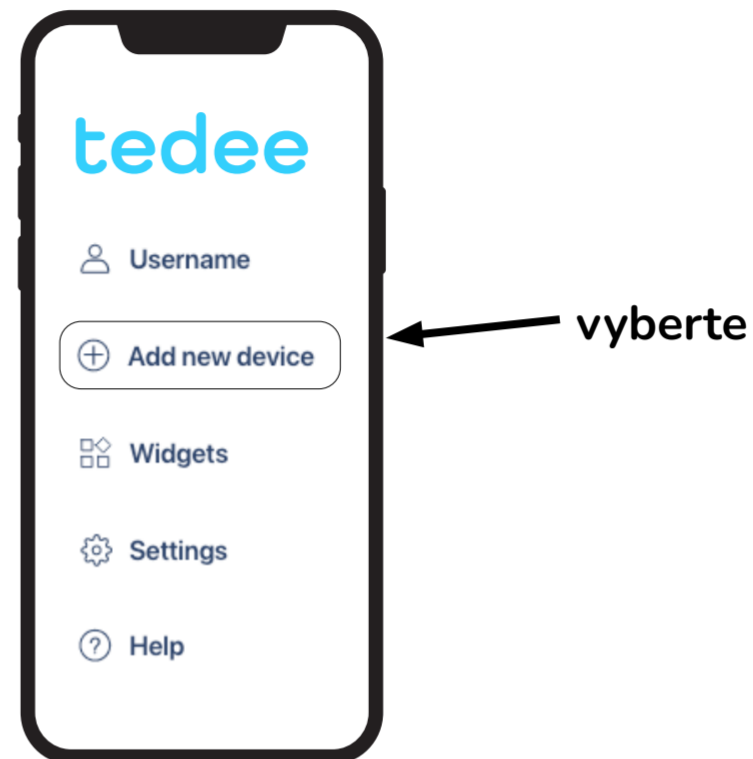 tedee
Username
Add new device
vyberte
Widgets
Settings
Help